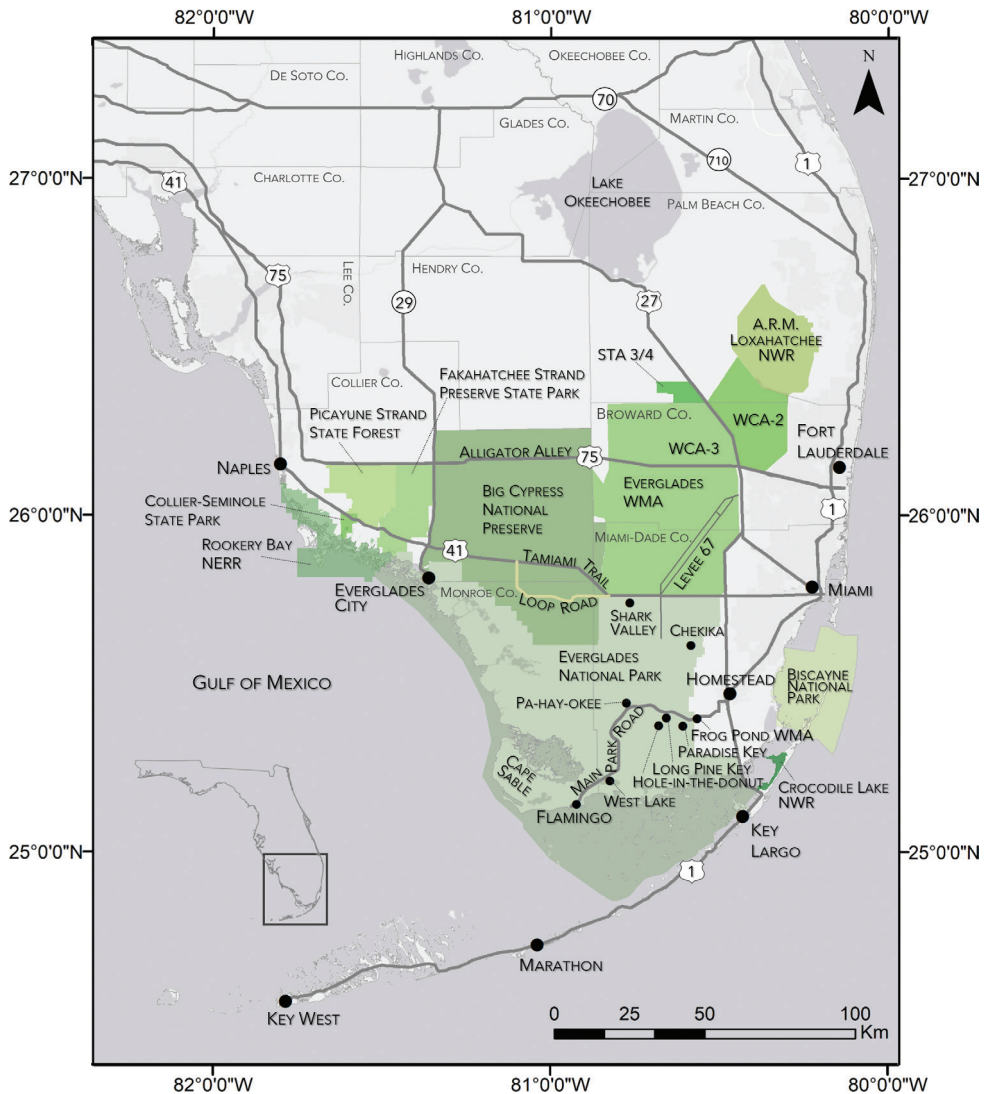 82°0'0"W
81°0'0"W
80°0'0"W
HIGHLANDS CO.
OKEECHOBEE CO.
N
DE SOTO CO.
70
GLADES CO.
MARTIN CO.
710
1
27°0'0"N
41
CHARLOTTE CO.
LAKE
OKEECHOBEE
27°0'0"N
PALM BEACH CO.
75
LEE CO.
HENDRY CO.
29
27
A.R.M.
LOXAHATCHEE
NWR
STA 3/4
COLLIER CO.
FAKAHATCHEE STRAND
PRESERVE STATE PARK
PICAYUNE STRAND
STATE FOREST
BROWARD CO.
WCA-2
FORT
LAUDERDALE
ALLIGATOR ALLEY
75
WCA-3
NAPLES
BIG CYPRESS
NATIONAL
PRESERVE
EVERGLADES
WMA
COLLIER-SEMINOLE
STATE PARK
26°0'0"N
1
26°0'0"N
ROOKERY BAY
NERR
41
TAMIAMI TRAIL
MIAMI-DADE CO.
LEVEE 67
EVERGLADES
CITY
MONROE CO.
LOOP ROAD
MIAMI
SHARK
VALLEY
CHEKIKA
EVERGLADES
NATIONAL PARK
HOMESTEAD
BISCAYNE
NATIONAL
PARK
GULF OF MEXICO
PA-HAY-OKEE
MAIN PARK ROAD
FROG POND WMA
PARADISE KEY
LONG PINE KEY
HOLE-IN-THE-DONUT
CAPE
SABLE
WEST LAKE
CROCODILE LAKE
NWR
FLAMINGO
KEY
LARGO
25°0'0"N
1
25°0'0"N
MARATHON
KEY WEST
0 25 50 100
Km
82°0'0"W
81°0'0"W
80°0'0"W